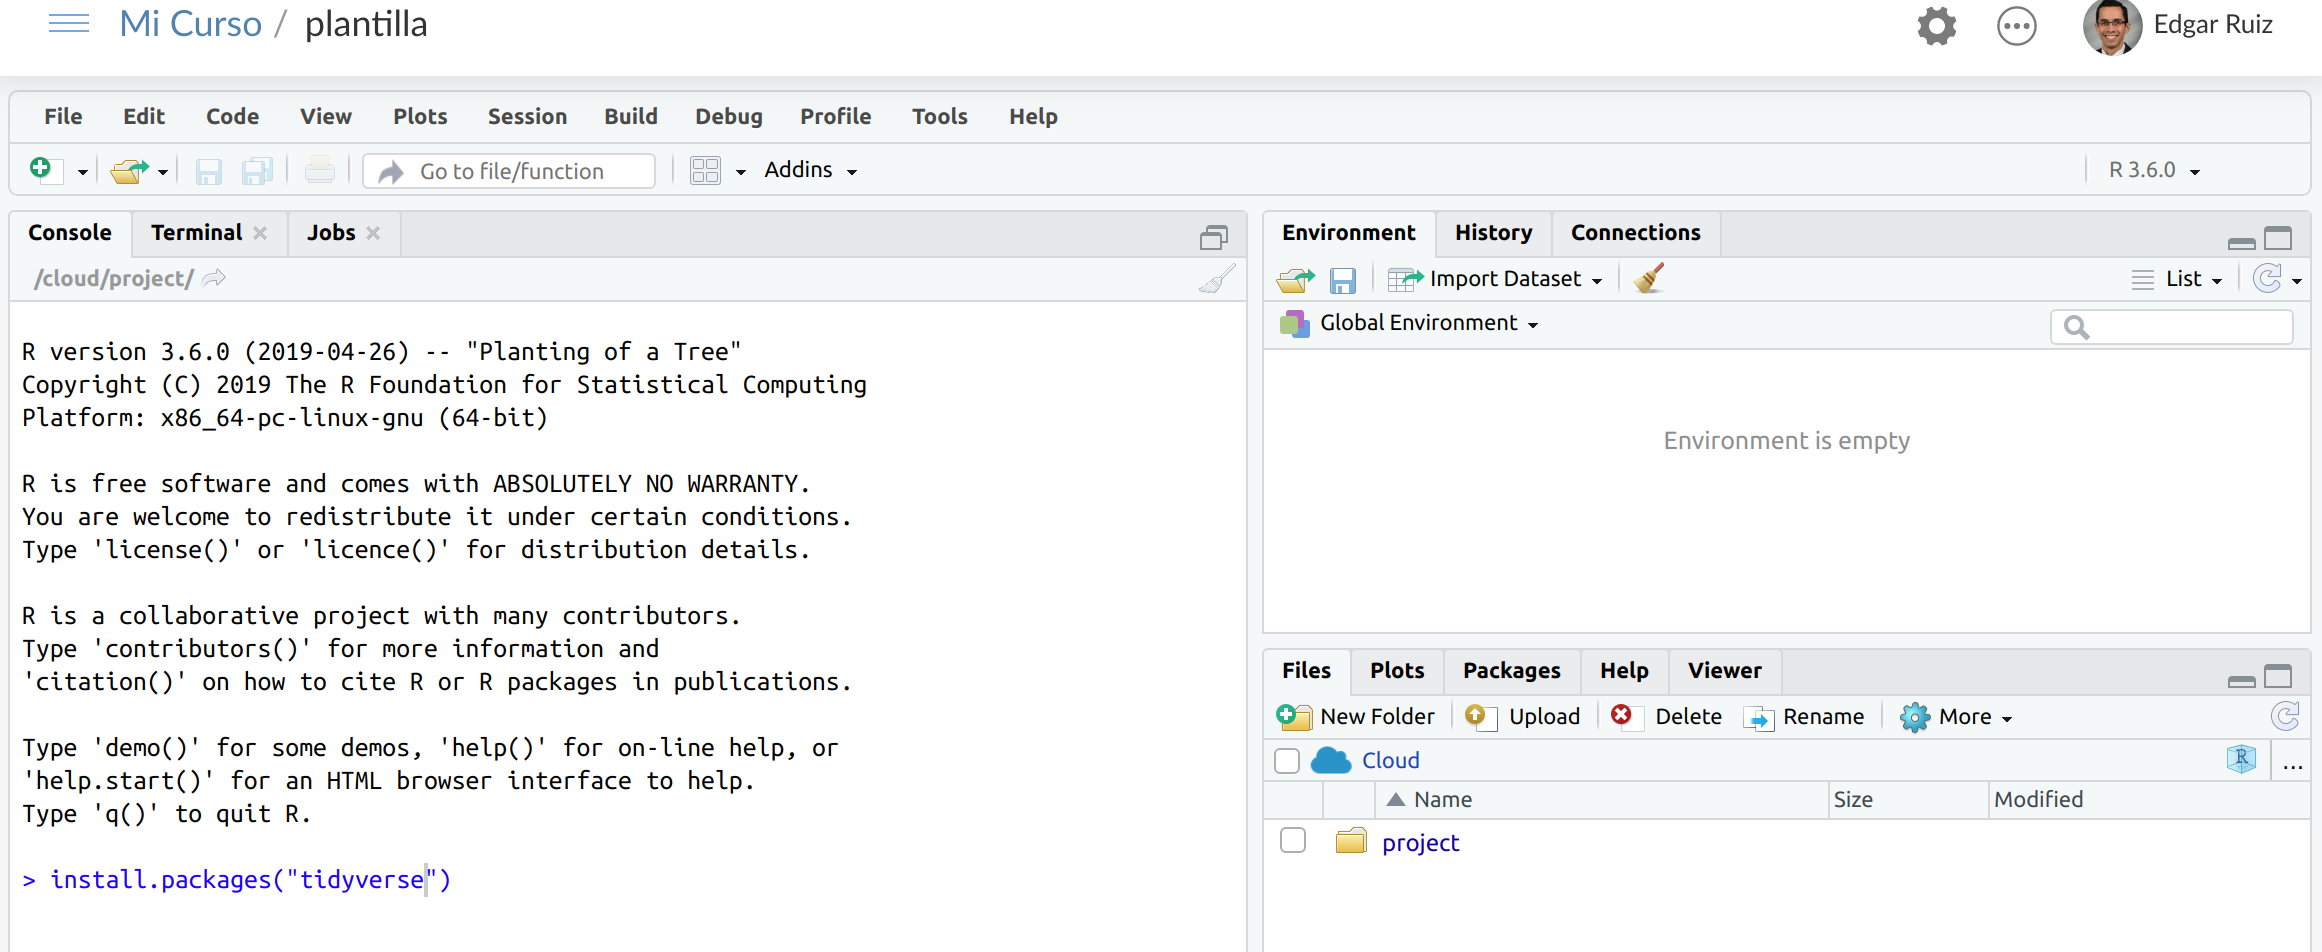 Mi Curso / plantilla
Edgar Ruiz
File Edit Code View Plots Session Build Debug Profile Tools Help
Go to file/function Addins R 3.6.0
Console Terminal Jobs
/cloud/project/
R version 3.6.0 (2019-04-26) -- "Planting of a Tree"
Copyright (C) 2019 The R Foundation for Statistical Computing
Platform: x86_64-pc-linux-gnu (64-bit)
R is free software and comes with ABSOLUTELY NO WARRANTY.
You are welcome to redistribute it under certain conditions.
Type 'license()' or 'licence()' for distribution details.
R is a collaborative project with many contributors.
Type 'contributors()' for more information and
'citation()' on how to cite R or R packages in publications.
Type 'demo()' for some demos, 'help()' for on-line help, or
'help.start()' for an HTML browser interface to help.
Type 'q()' to quit R.
> install.packages("tidyverse")
Environment History Connections
Import Dataset List
Global Environment
Environment is empty
Files Plots Packages Help Viewer
New Folder Upload Delete Rename More
Cloud R ...
Name Size Modified
project